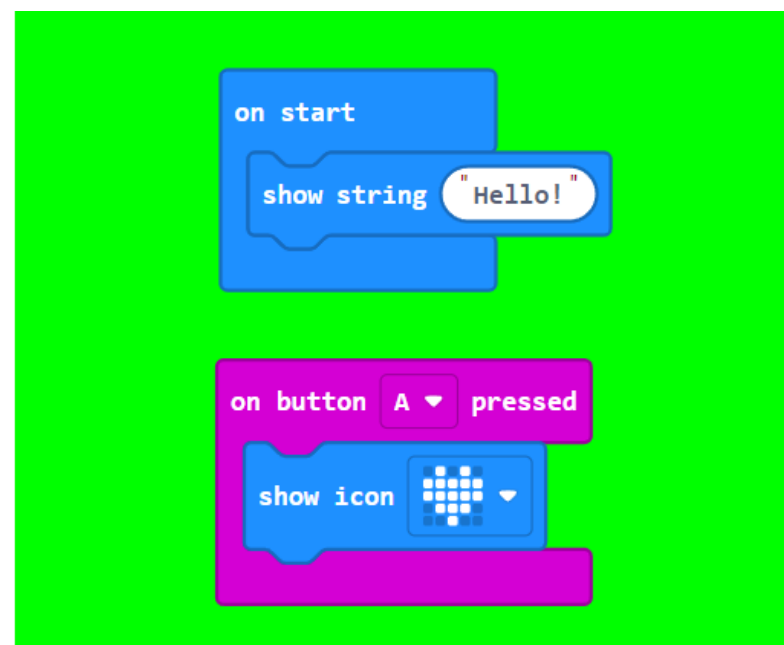 on start
show string "Hello!"
on button A pressed
show icon